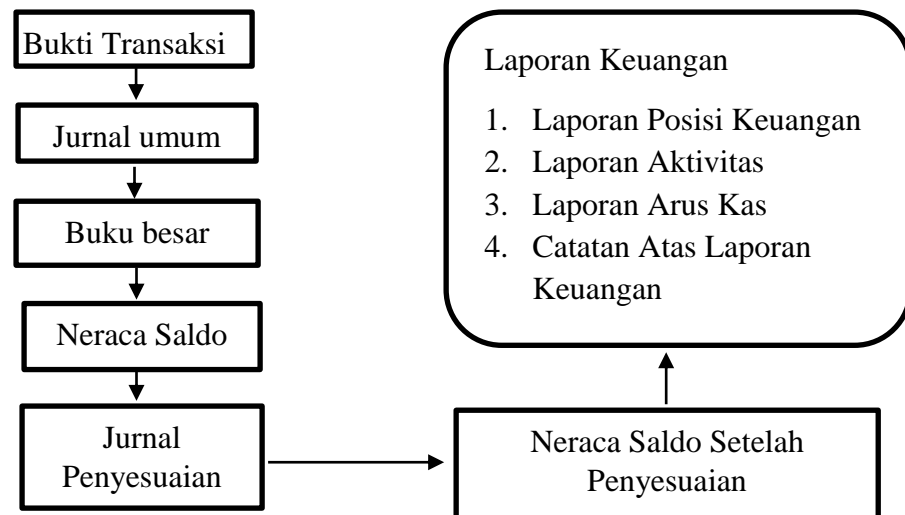 Bukti Transaksi
Jurnal umum
Buku besar
Neraca Saldo
Jurnal
Penyesuaian
Neraca Saldo Setelah
Penyesuaian
Laporan Keuangan
1. Laporan Posisi Keuangan
2. Laporan Aktivitas
3. Laporan Arus Kas
4. Catatan Atas Laporan
Keuangan